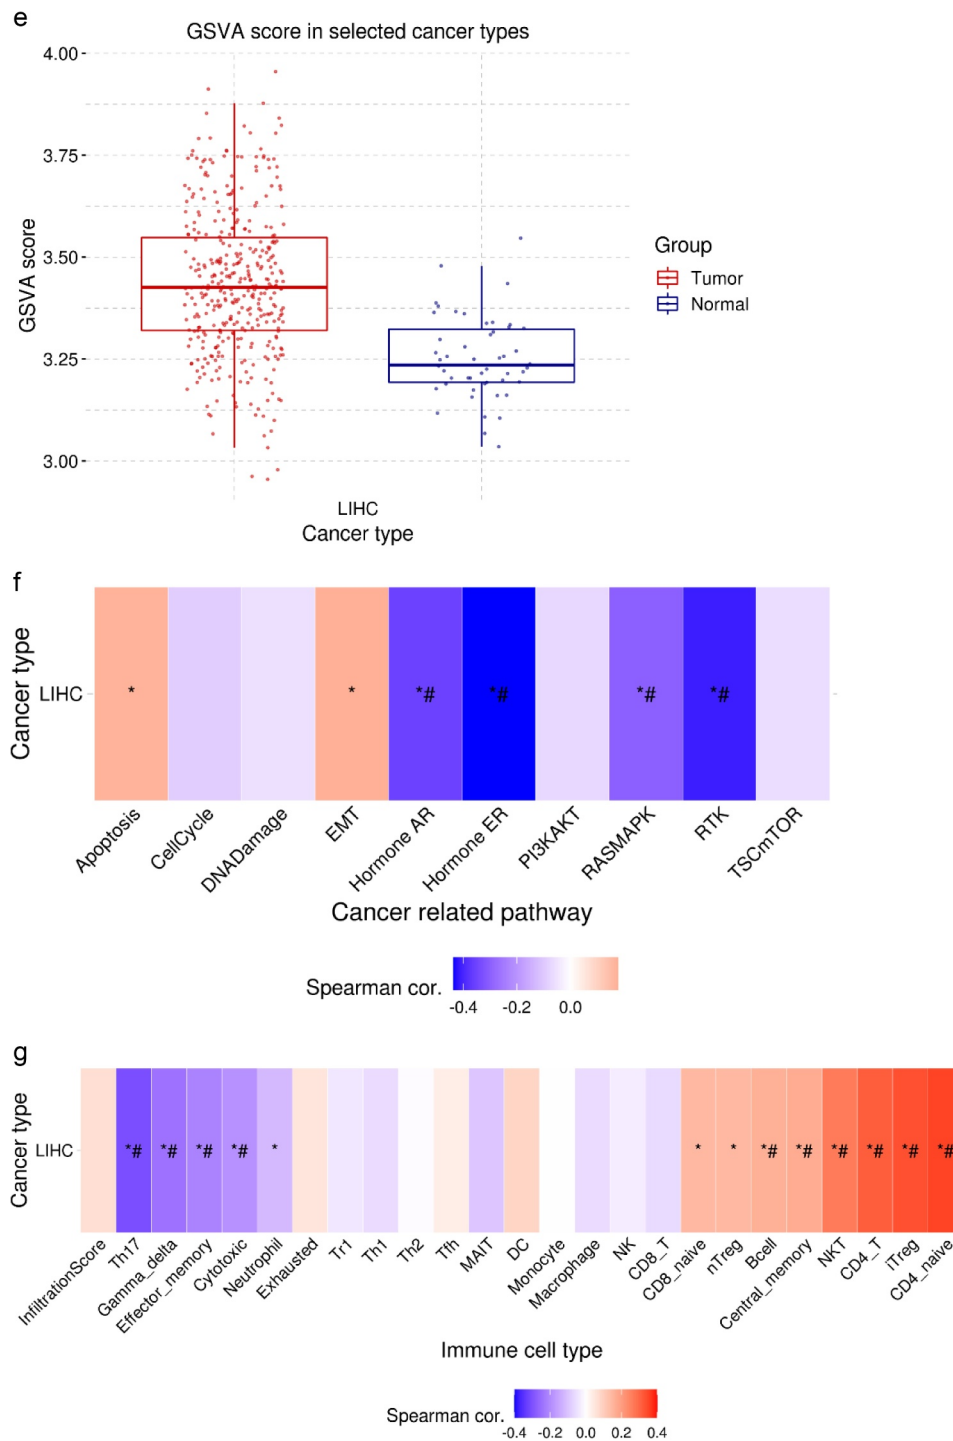 e
GSVA score in selected cancer types
GSVA score
4.00
3.75
3.50
3.25
3.00
Group
Tumor
Normal
LIHC
Cancer type
f
Cancer type
LIHC
* * *# *# *# *#
Apoptosis CellCycle DNADamage EMT Hormone AR Hormone ER PI3KAKT RASMAPK RTK TSCmTOR
Cancer related pathway
Spearman cor.
-0.4 -0.2 0.0
g
Cancer type
LIHC
*# *# *# *# * * * *# *# *# *# *# *#
InfiltrationScore Th17 Gamma_delta Effector_memory Cytotoxic Neutrophil Exhausted Tr1 Th1 Th2 Tfh MAIT DC Monocyte Macrophage NK CD8_T CD8_naive nTreg Bcell Central_memory NKT CD4_T iTreg CD4_naive
Immune cell type
Spearman cor.
-0.4 -0.2 0.0 0.2 0.4